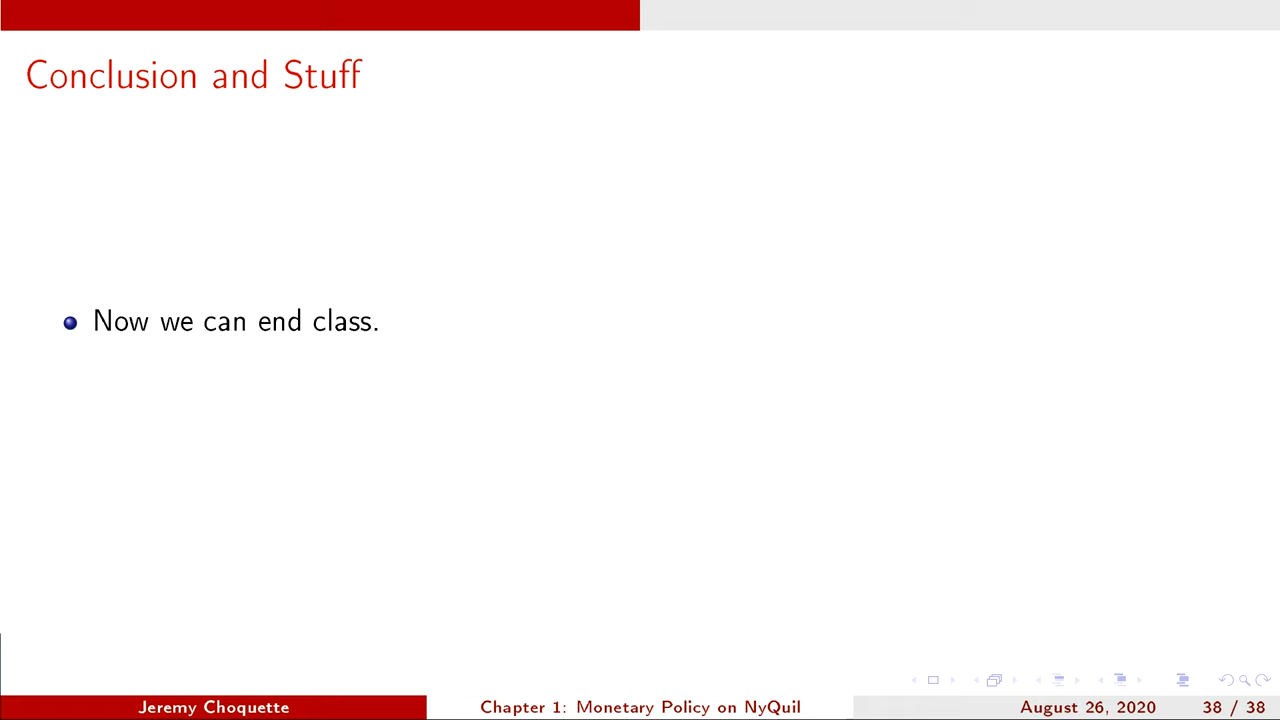 Conclusion and Stuff
Now we can end class.
Jeremy Choquette
Chapter 1: Monetary Policy on NyQuil
August 26, 2020
38 / 38